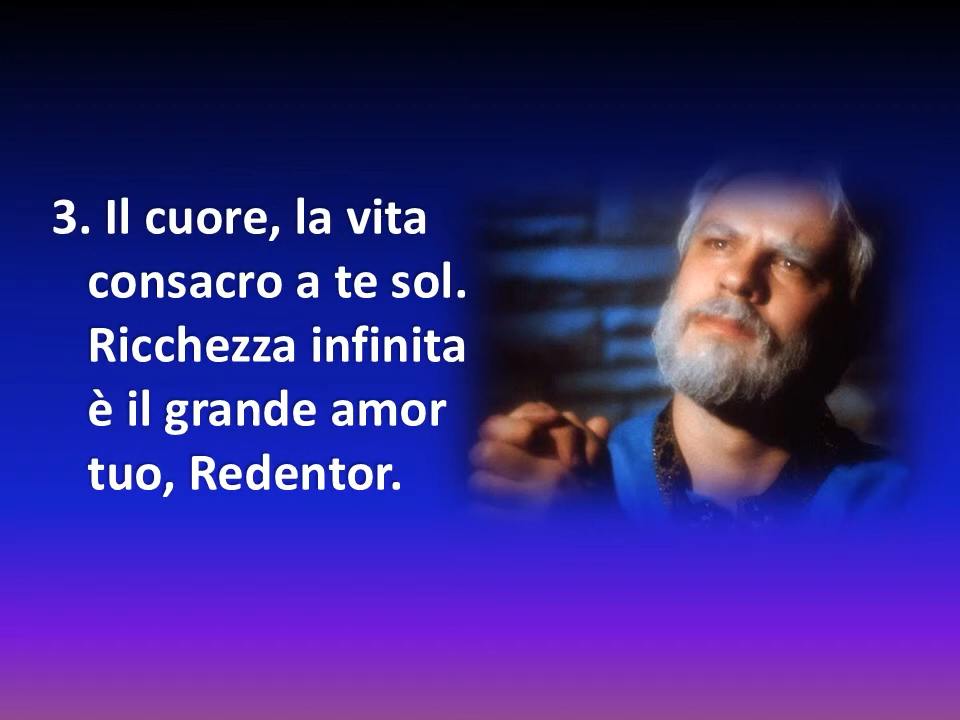 3. Il cuore, la vita
consacro a te sol.
Ricchezza infinita
è il grande amor
tuo, Redentor.